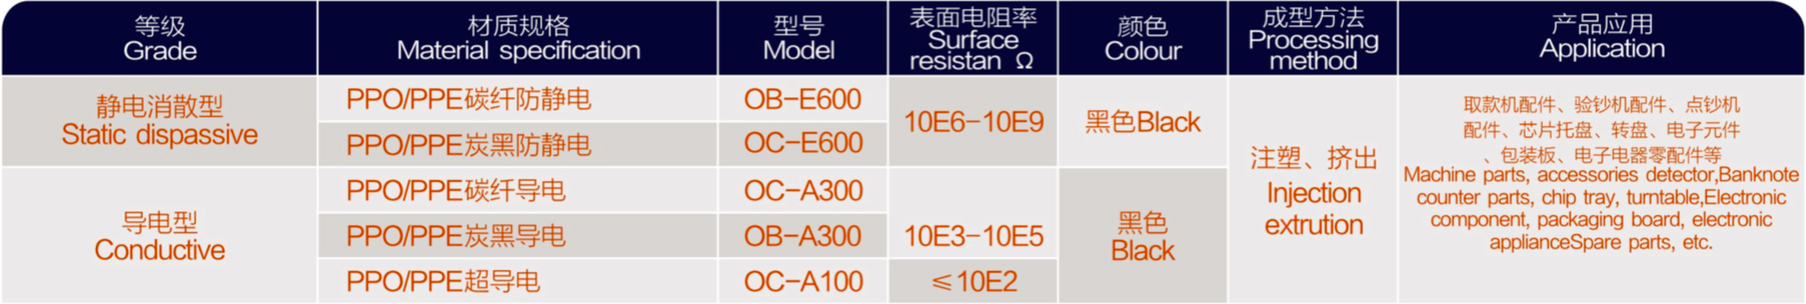 等级
Grade
材质规格
Material specification
型号
Model
表面电阻率
Surface
resistan Ω
颜色
Colour
成型方法
Processing
method
产品应用
Application
静电消散型
Static dispassive
PPO/PPE碳纤防静电
OB-E600
10E6-10E9
黑色Black
PPO/PPE炭黑防静电
OC-E600
导电型
Conductive
PPO/PPE碳纤导电
OC-A300
10E3-10E5
黑色
Black
PPO/PPE炭黑导电
OB-A300
PPO/PPE超导电
OC-A100
≤10E2
注塑、挤出
Injection
extrution
取款机配件、验钞机配件、点钞机
配件、芯片托盘、转盘、电子元件
、包装板、电子电器零配件等
Machine parts, accessories detector,Banknote
counter parts, chip tray, turntable,Electronic
component, packaging board, electronic
applianceSpare parts, etc.